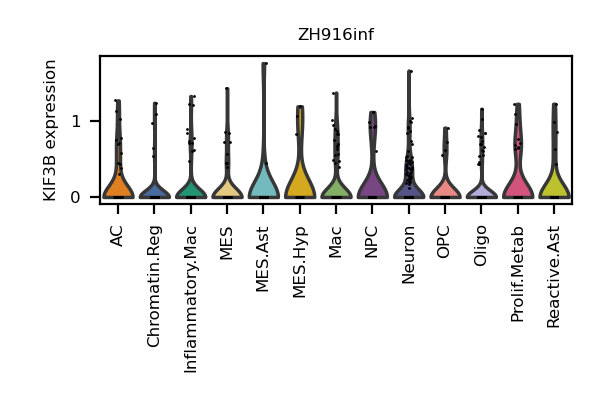 ZH916inf
KIF3B expression
1
0
AC
Chromatin.Reg
Inflammatory.Mac
MES
MES.Ast
MES.Hyp
Mac
NPC
Neuron
OPC
Oligo
Prolif.Metab
Reactive.Ast